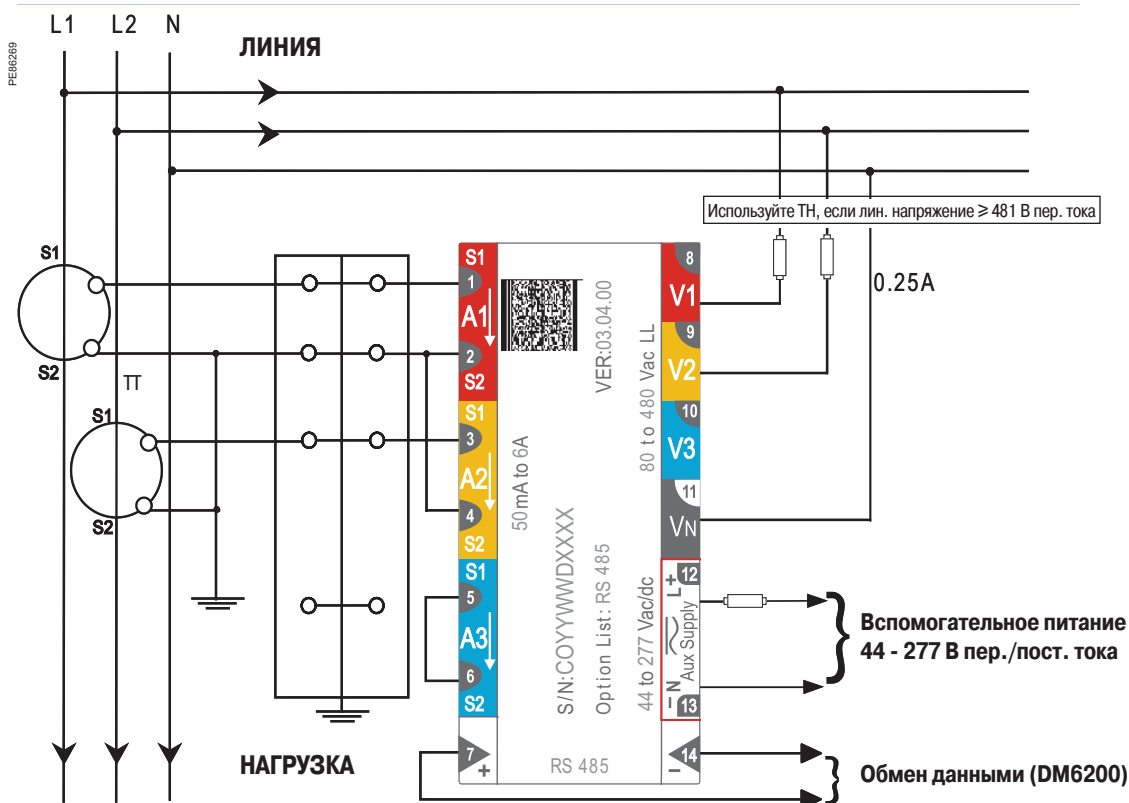 L1 L2 N
PE86269
ЛИНИЯ
Используйте ТН, если лин. напряжение ≥ 481 В пер. тока
0.25A
S1
S2
ТТ
S1
S2
S1
1
A1
2
S2
S1
3
A2
4
S2
S1
5
A3
6
S2
7
+
50mA to 6A
S/N:COYYWWDXXXX
VER:03.04.00
Option List: RS 485
80 to 480 Vac LL
44 to 277 Vac/dc
RS 485
8
V1
9
V2
10
V3
11
VN
12
L+
Aux Supply
– N
13
14
–
Вспомогательное питание
44 - 277 В пер./пост. тока
НАГРУЗКА
Обмен данными (DM6200)